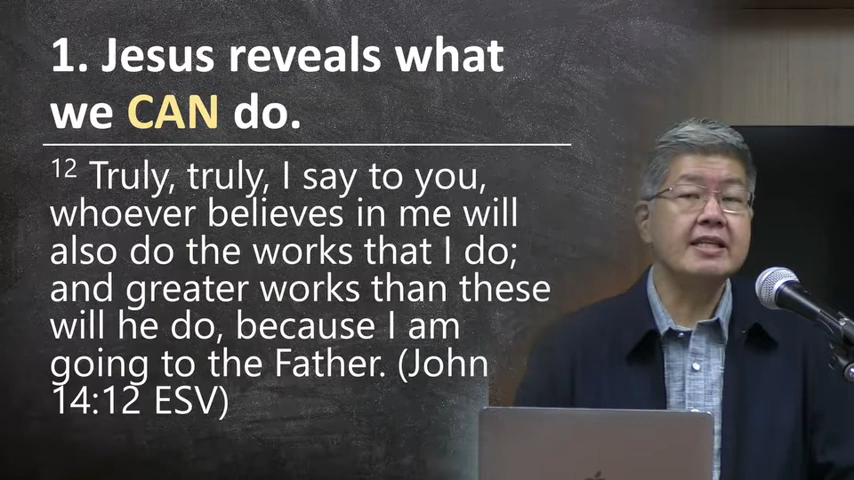 1. Jesus reveals what
we CAN do.
12 Truly, truly, I say to you,
whoever believes in me will
also do the works that I do;
and greater works than these
will he do, because I am
going to the Father. (John
14:12 ESV)